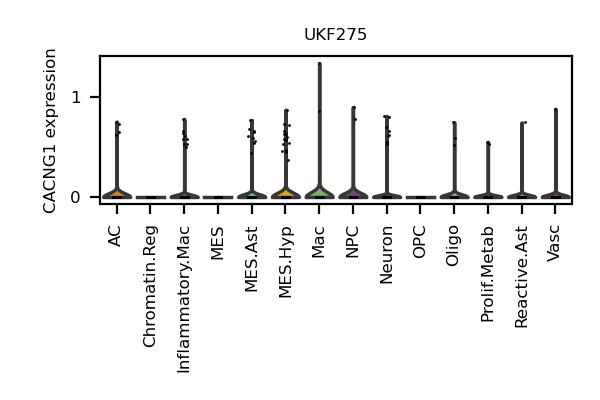 UKF275
CACNG1 expression
1
0
AC
Chromatin.Reg
Inflammatory.Mac
MES
MES.Ast
MES.Hyp
Mac
NPC
Neuron
OPC
Oligo
Prolif.Metab
Reactive.Ast
Vasc